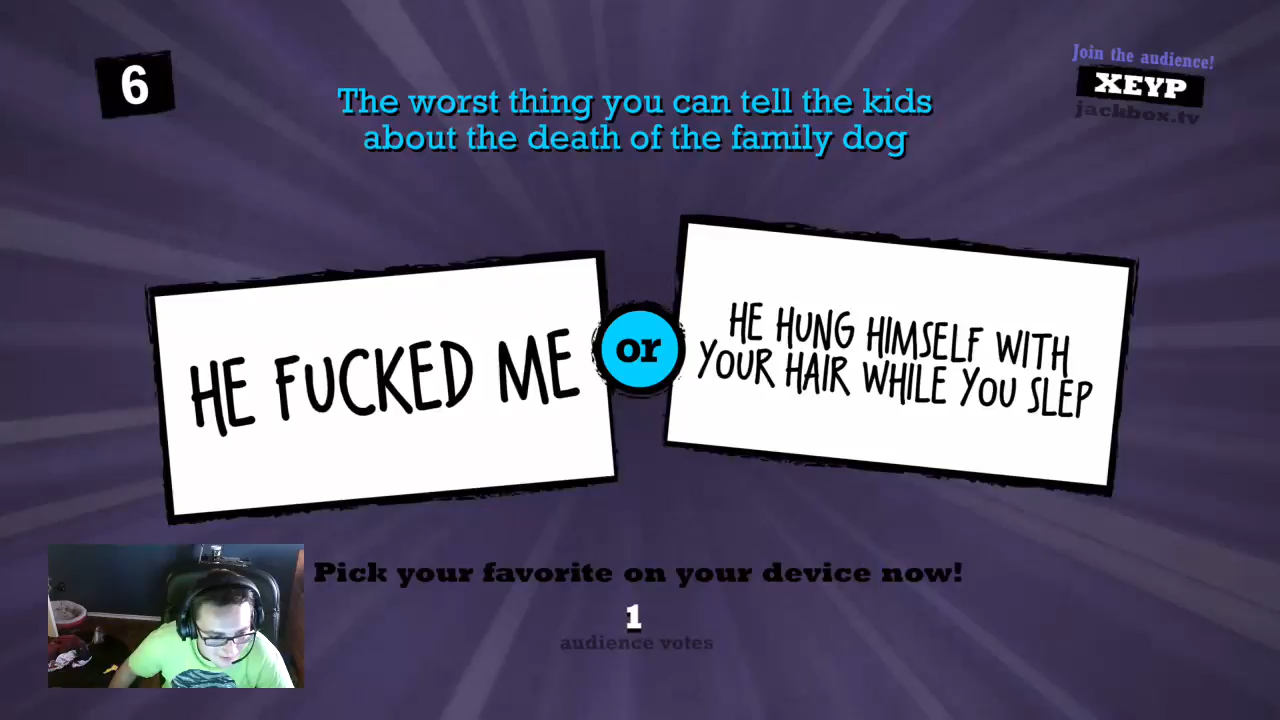 6
Join the audience!
XEYP
jackbox.tv
The worst thing you can tell the kids
about the death of the family dog
HE FUCKED ME
or
HE HUNG HIMSELF WITH
YOUR HAIR WHILE YOU SLEP
Pick your favorite on your device now!
1
audience votes